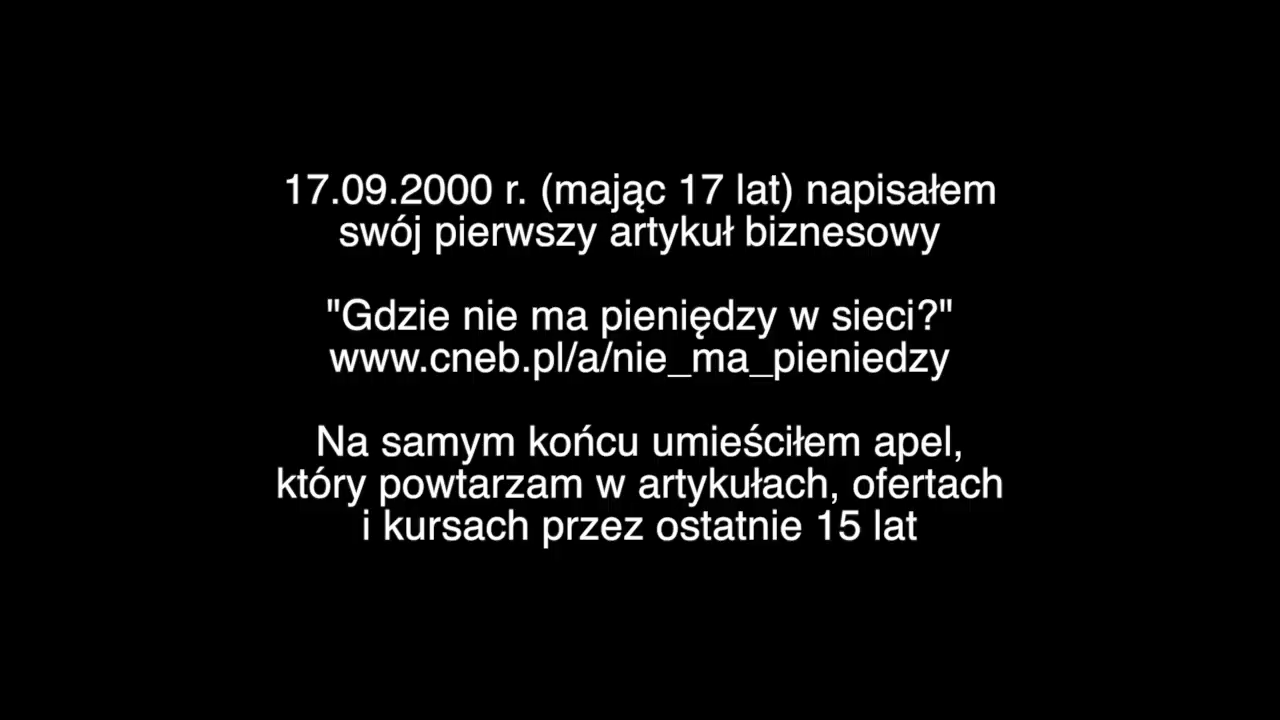 17.09.2000 r. (mając 17 lat) napisałem
swój pierwszy artykuł biznesowy
"Gdzie nie ma pieniędzy w sieci?"
www.cneb.pl/a/nie_ma_pieniedzy
Na samym końcu umieściłem apel,
który powtarzam w artykułach, ofertach
i kursach przez ostatnie 15 lat